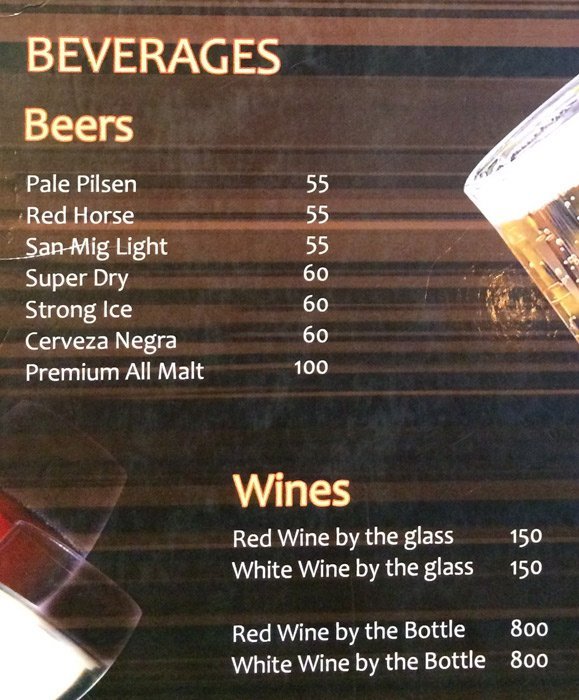 BEVERAGES
Beers
Pale Pilsen 55
Red Horse 55
San Mig Light 55
Super Dry 60
Strong Ice 60
Cerveza Negra 60
Premium All Malt 100
Wines
Red Wine by the glass 150
White Wine by the glass 150
Red Wine by the Bottle 800
White Wine by the Bottle 800